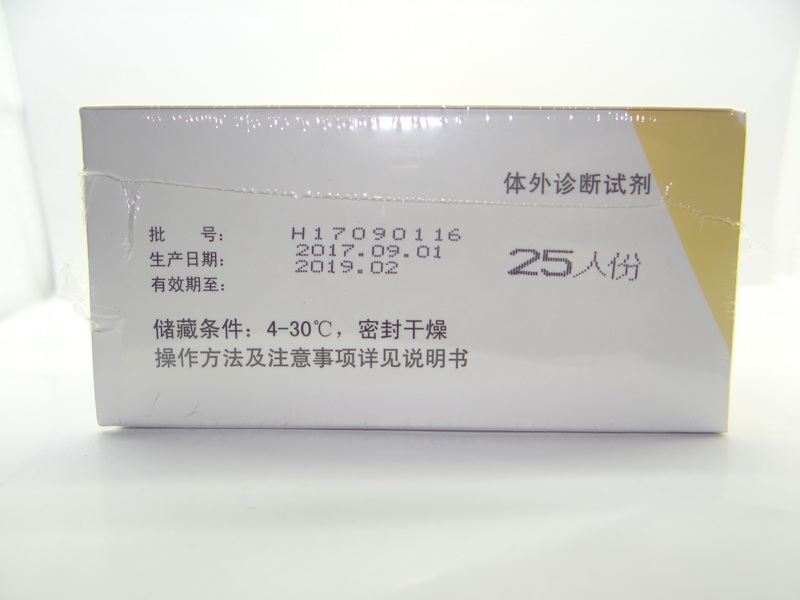 体外诊断试剂
批 号: H17090116
生产日期: 2017.09.01
有效期至: 2019.02
25人份
储藏条件: 4-30℃, 密封干燥
操作方法及注意事项详见说明书